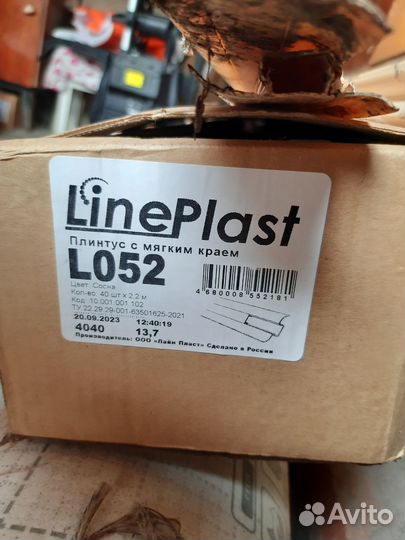 LinePlast
Плинтус с мягким краем
L052
Цвет: Сосна
Кол-во: 40 шт x 2,2 м
Код: 10.001.001.102
ТУ 22.29.29-001-63501625-2021
20.09.2023 12:40:19
4040 13,7
Производитель: ООО «Лайн Пласт» Сделано в России
4 680008 552181
Avito